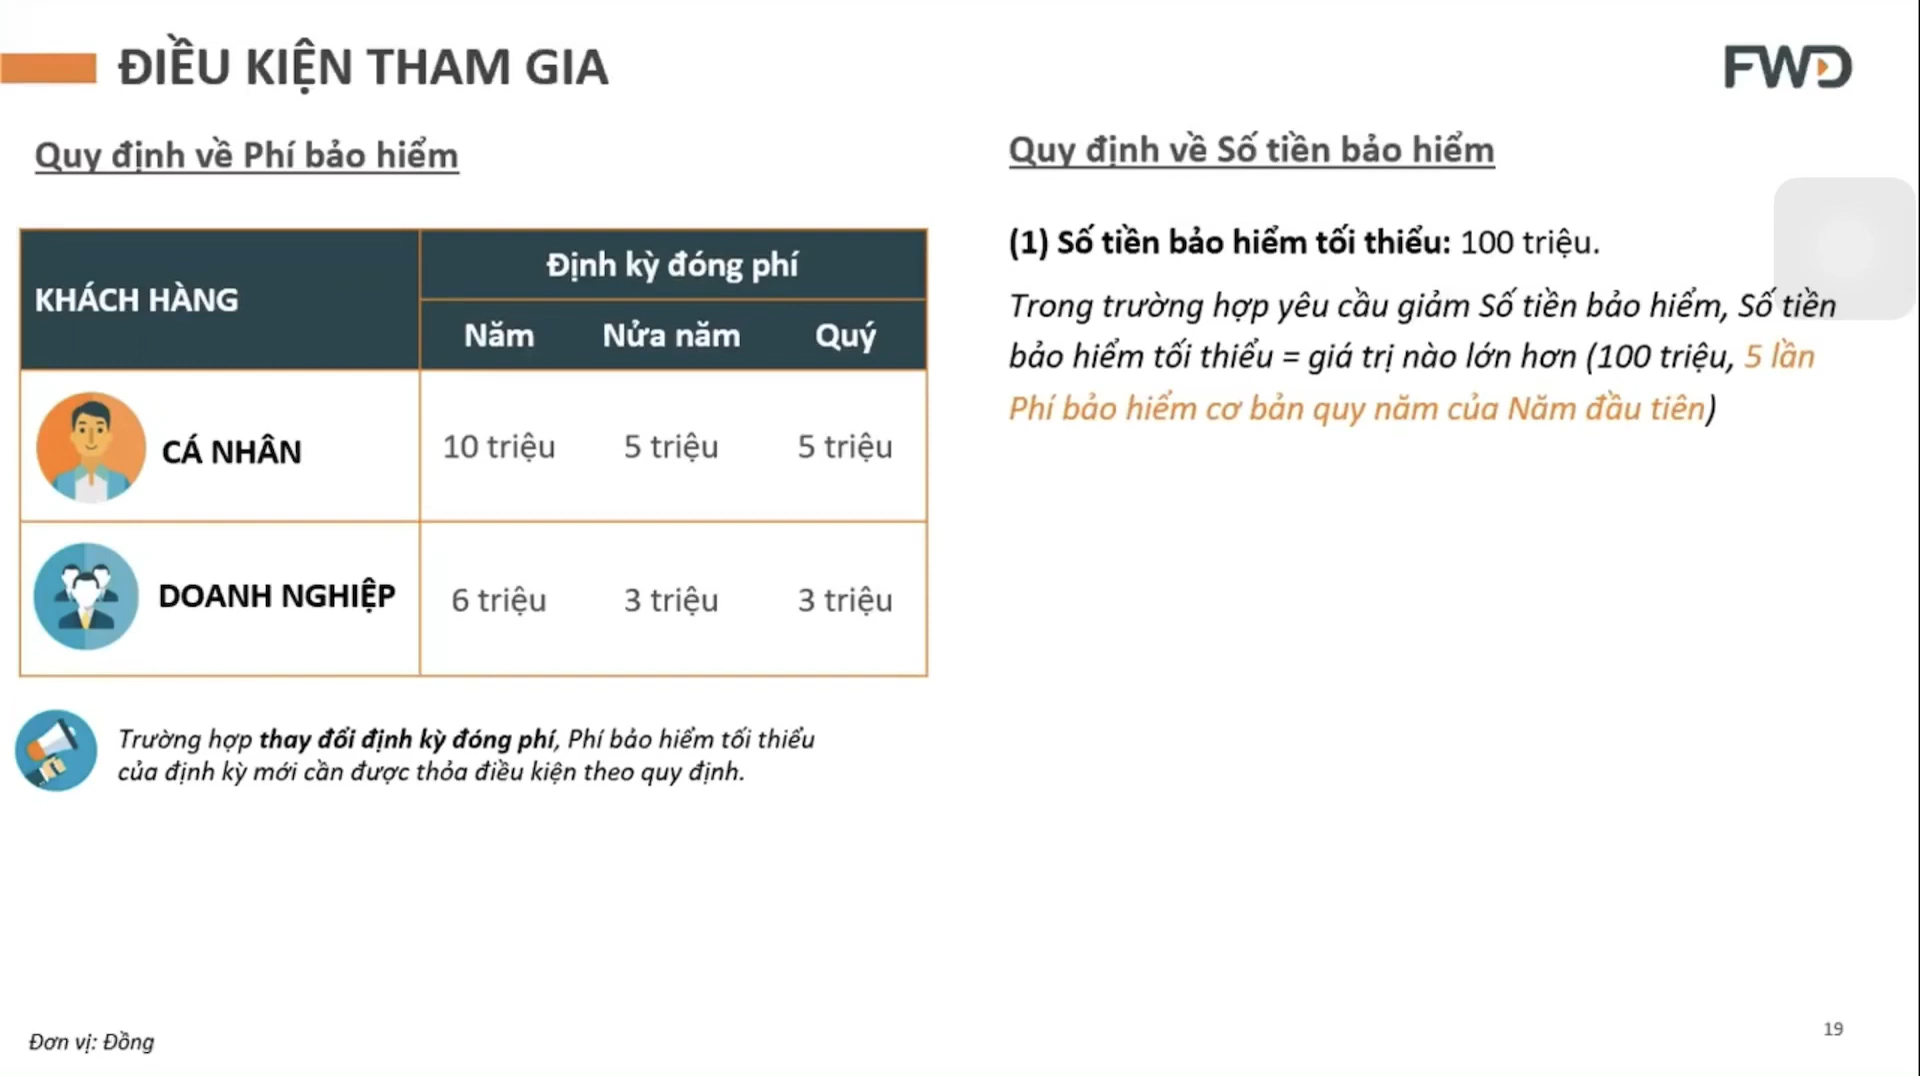 ĐIỀU KIỆN THAM GIA
FWD
Quy định về Phí bảo hiểm
KHÁCH HÀNG
Định kỳ đóng phí
Năm Nửa năm Quý
CÁ NHÂN 10 triệu 5 triệu 5 triệu
DOANH NGHIỆP 6 triệu 3 triệu 3 triệu
Trường hợp thay đổi định kỳ đóng phí, Phí bảo hiểm tối thiểu
của định kỳ mới cần được thỏa điều kiện theo quy định.
Quy định về Số tiền bảo hiểm
(1) Số tiền bảo hiểm tối thiểu: 100 triệu.
Trong trường hợp yêu cầu giảm Số tiền bảo hiểm, Số tiền
bảo hiểm tối thiểu = giá trị nào lớn hơn (100 triệu, 5 lần
Phí bảo hiểm cơ bản quy năm của Năm đầu tiên)
Đơn vị: Đồng
19